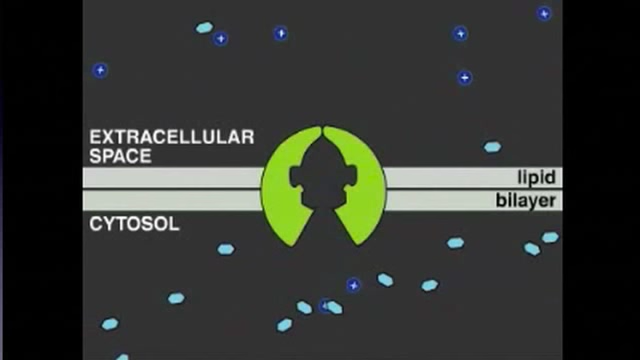 EXTRACELLULAR
SPACE
lipid
bilayer
CYTOSOL